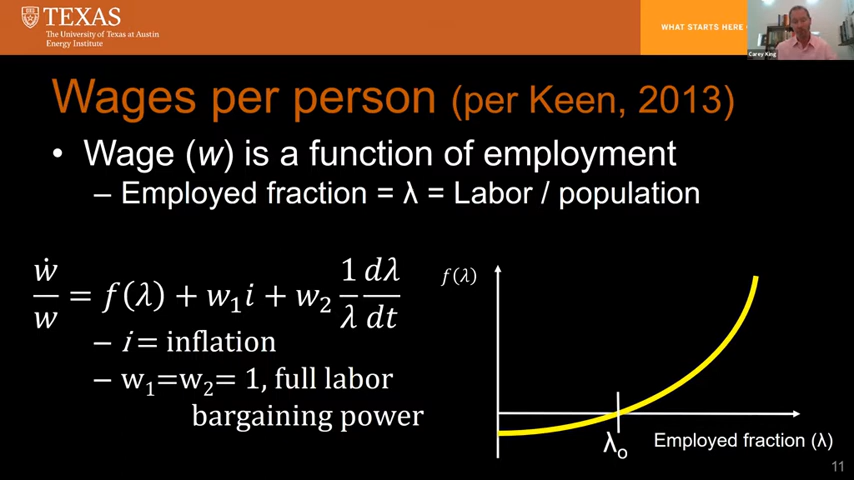 TEXAS
The University of Texas at Austin
Energy Institute
WHAT STARTS HERE
Carey King
Wages per person (per Keen, 2013)
• Wage (w) is a function of employment
– Employed fraction = λ = Labor / population
ẇ/w = f(λ) + w₁i + w₂ 1/λ dλ/dt
– i = inflation
– w₁=w₂= 1, full labor
bargaining power
f(λ)
λₒ
Employed fraction (λ)
11